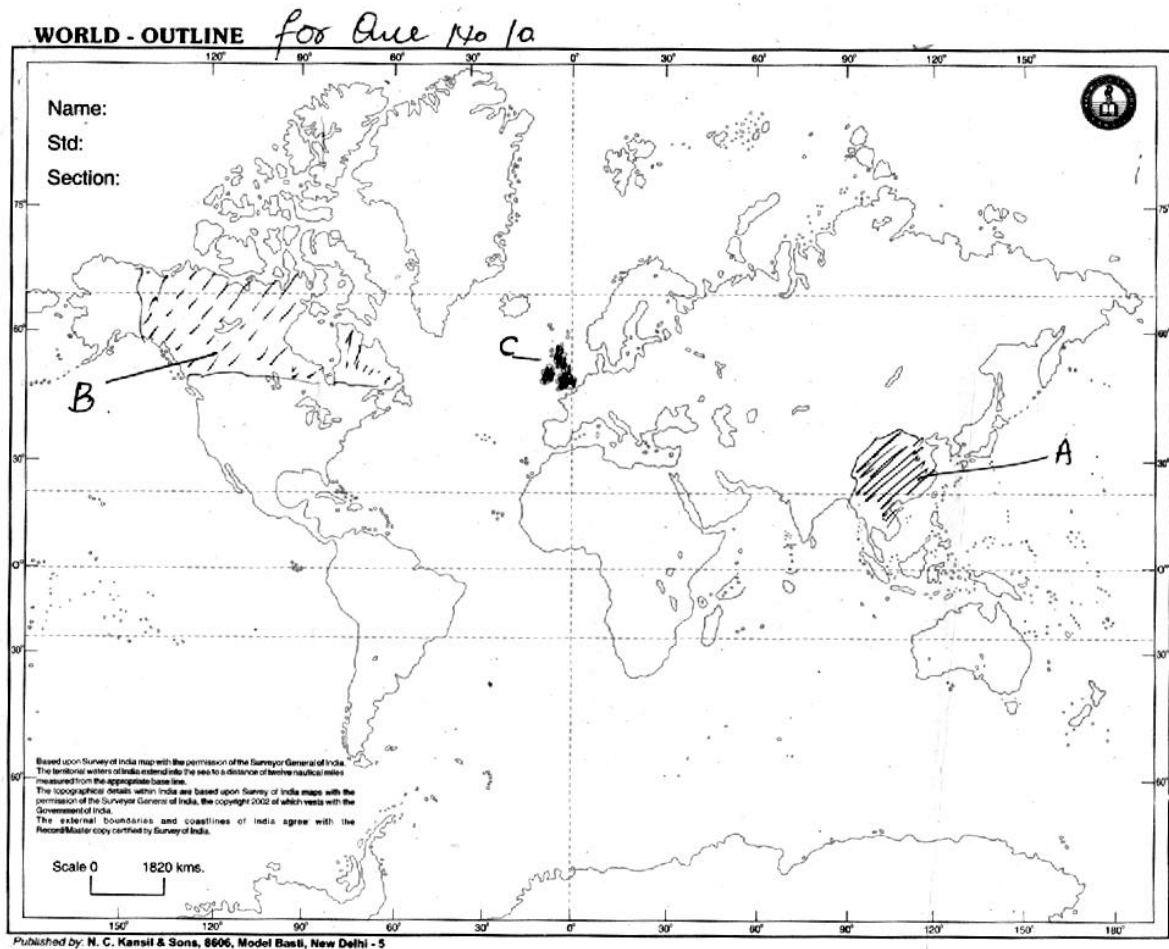 WORLD - OUTLINE for Que No 1a
120° 90° 60° 30° 0° 30° 60° 90° 120° 150°
Name:
Std:
Section:
75° 75°
60° 60°
C
B
A
30° 30°
0° 0°
30° 30°
60° 60°
Based upon Survey of India map with the permission of the Surveyor General of India.
The territorial waters of India extend into the sea to a distance of twelve nautical miles
measured from the appropriate base line.
The topographical details within India are based upon Survey of India maps with the
permission of the Surveyor General of India, the copyright 2002 of which vests with the
Government of India.
The external boundaries and coastlines of India agree with the
Record/Master copy certified by Survey of India.
Scale 0 1820 kms.
150° 120° 90° 60° 30° 0° 30° 60° 90° 120° 150° 180°
Published by: N. C. Kansil & Sons, 8606, Model Basti, New Delhi - 5